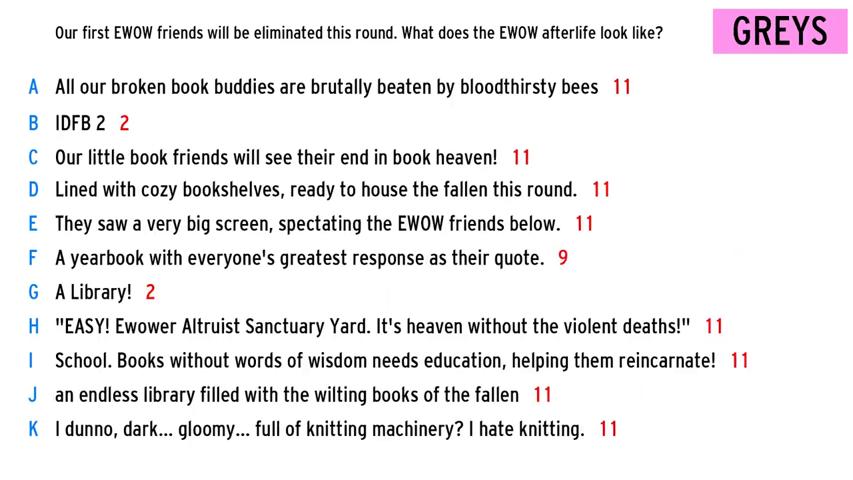 Our first EWOW friends will be eliminated this round. What does the EWOW afterlife look like?
GREYS
A All our broken book buddies are brutally beaten by bloodthirsty bees 11
B IDFB 2 2
C Our little book friends will see their end in book heaven! 11
D Lined with cozy bookshelves, ready to house the fallen this round. 11
E They saw a very big screen, spectating the EWOW friends below. 11
F A yearbook with everyone's greatest response as their quote. 9
G A Library! 2
H "EASY! Ewower Altruist Sanctuary Yard. It's heaven without the violent deaths!" 11
I School. Books without words of wisdom needs education, helping them reincarnate! 11
J an endless library filled with the wilting books of the fallen 11
K I dunno, dark... gloomy... full of knitting machinery? I hate knitting. 11